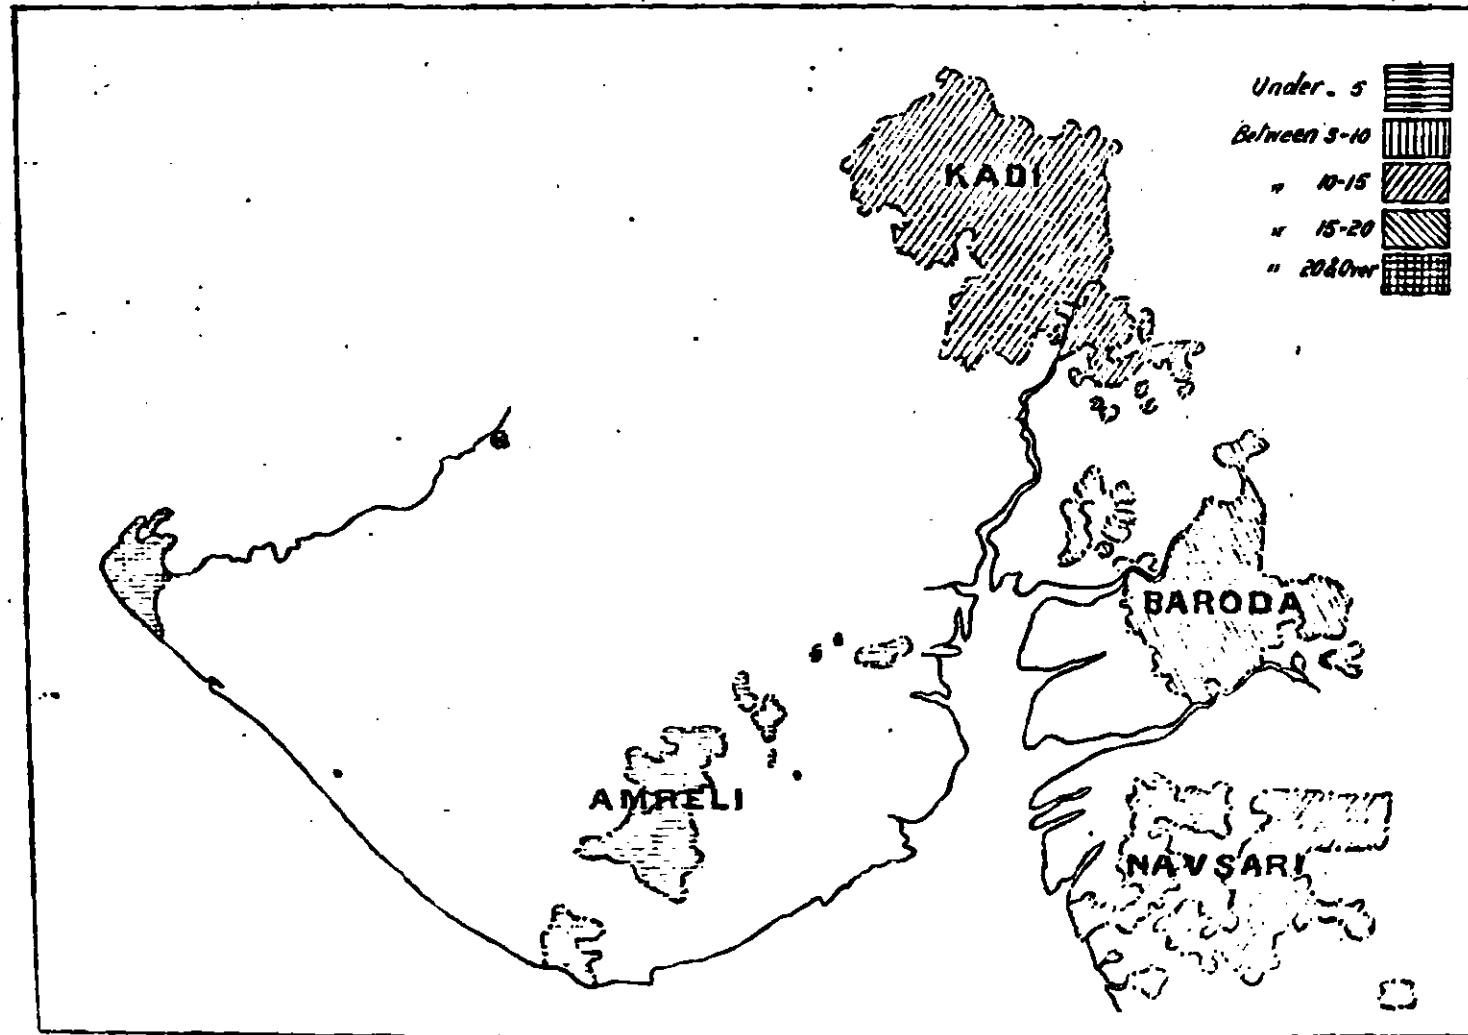 Under. 5
Between 5-10
" 10-15
" 15-20
" 20 & Over
KADI
BARODA
AMRELI
NAVSARI